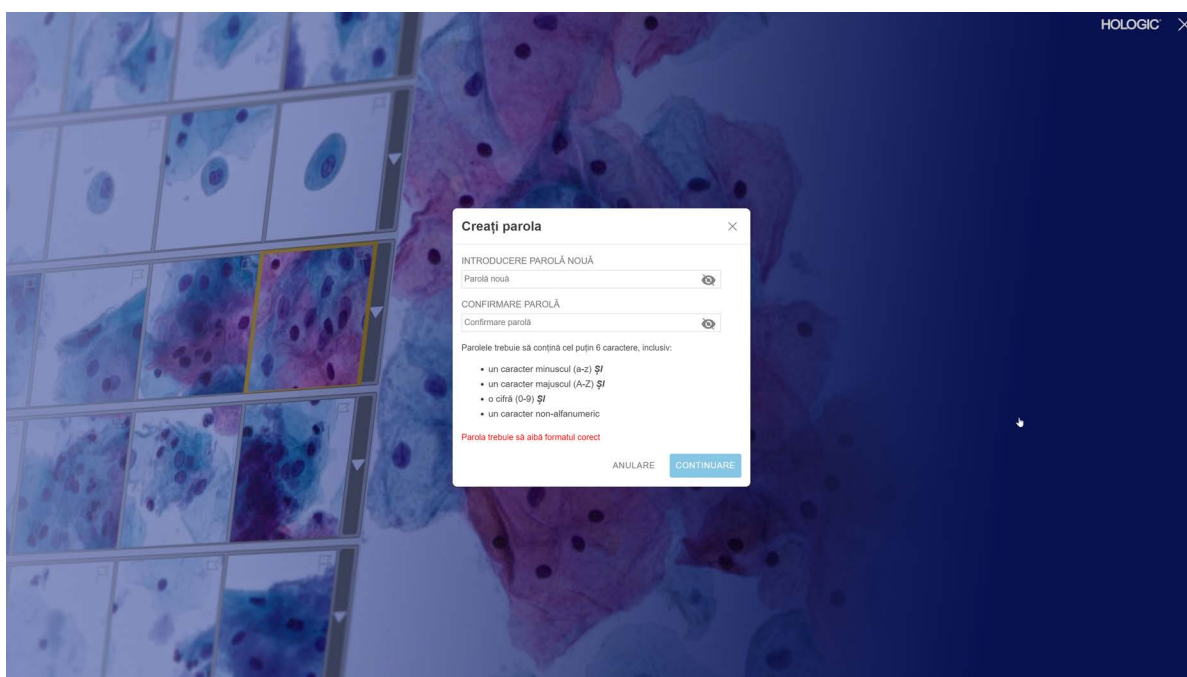 HOLOGIC
Creați parola
INTRODUCERE PAROLĂ NOUĂ
Parolă nouă
CONFIRMARE PAROLĂ
Confirmare parolă
Parolele trebuie să conțină cel puțin 6 caractere, inclusiv:
• un caracter minuscul (a-z) ȘI
• un caracter majuscul (A-Z) ȘI
• o cifră (0-9) ȘI
• un caracter non-alfanumeric
Parola trebuie să aibă formatul corect
ANULARE CONTINUARE